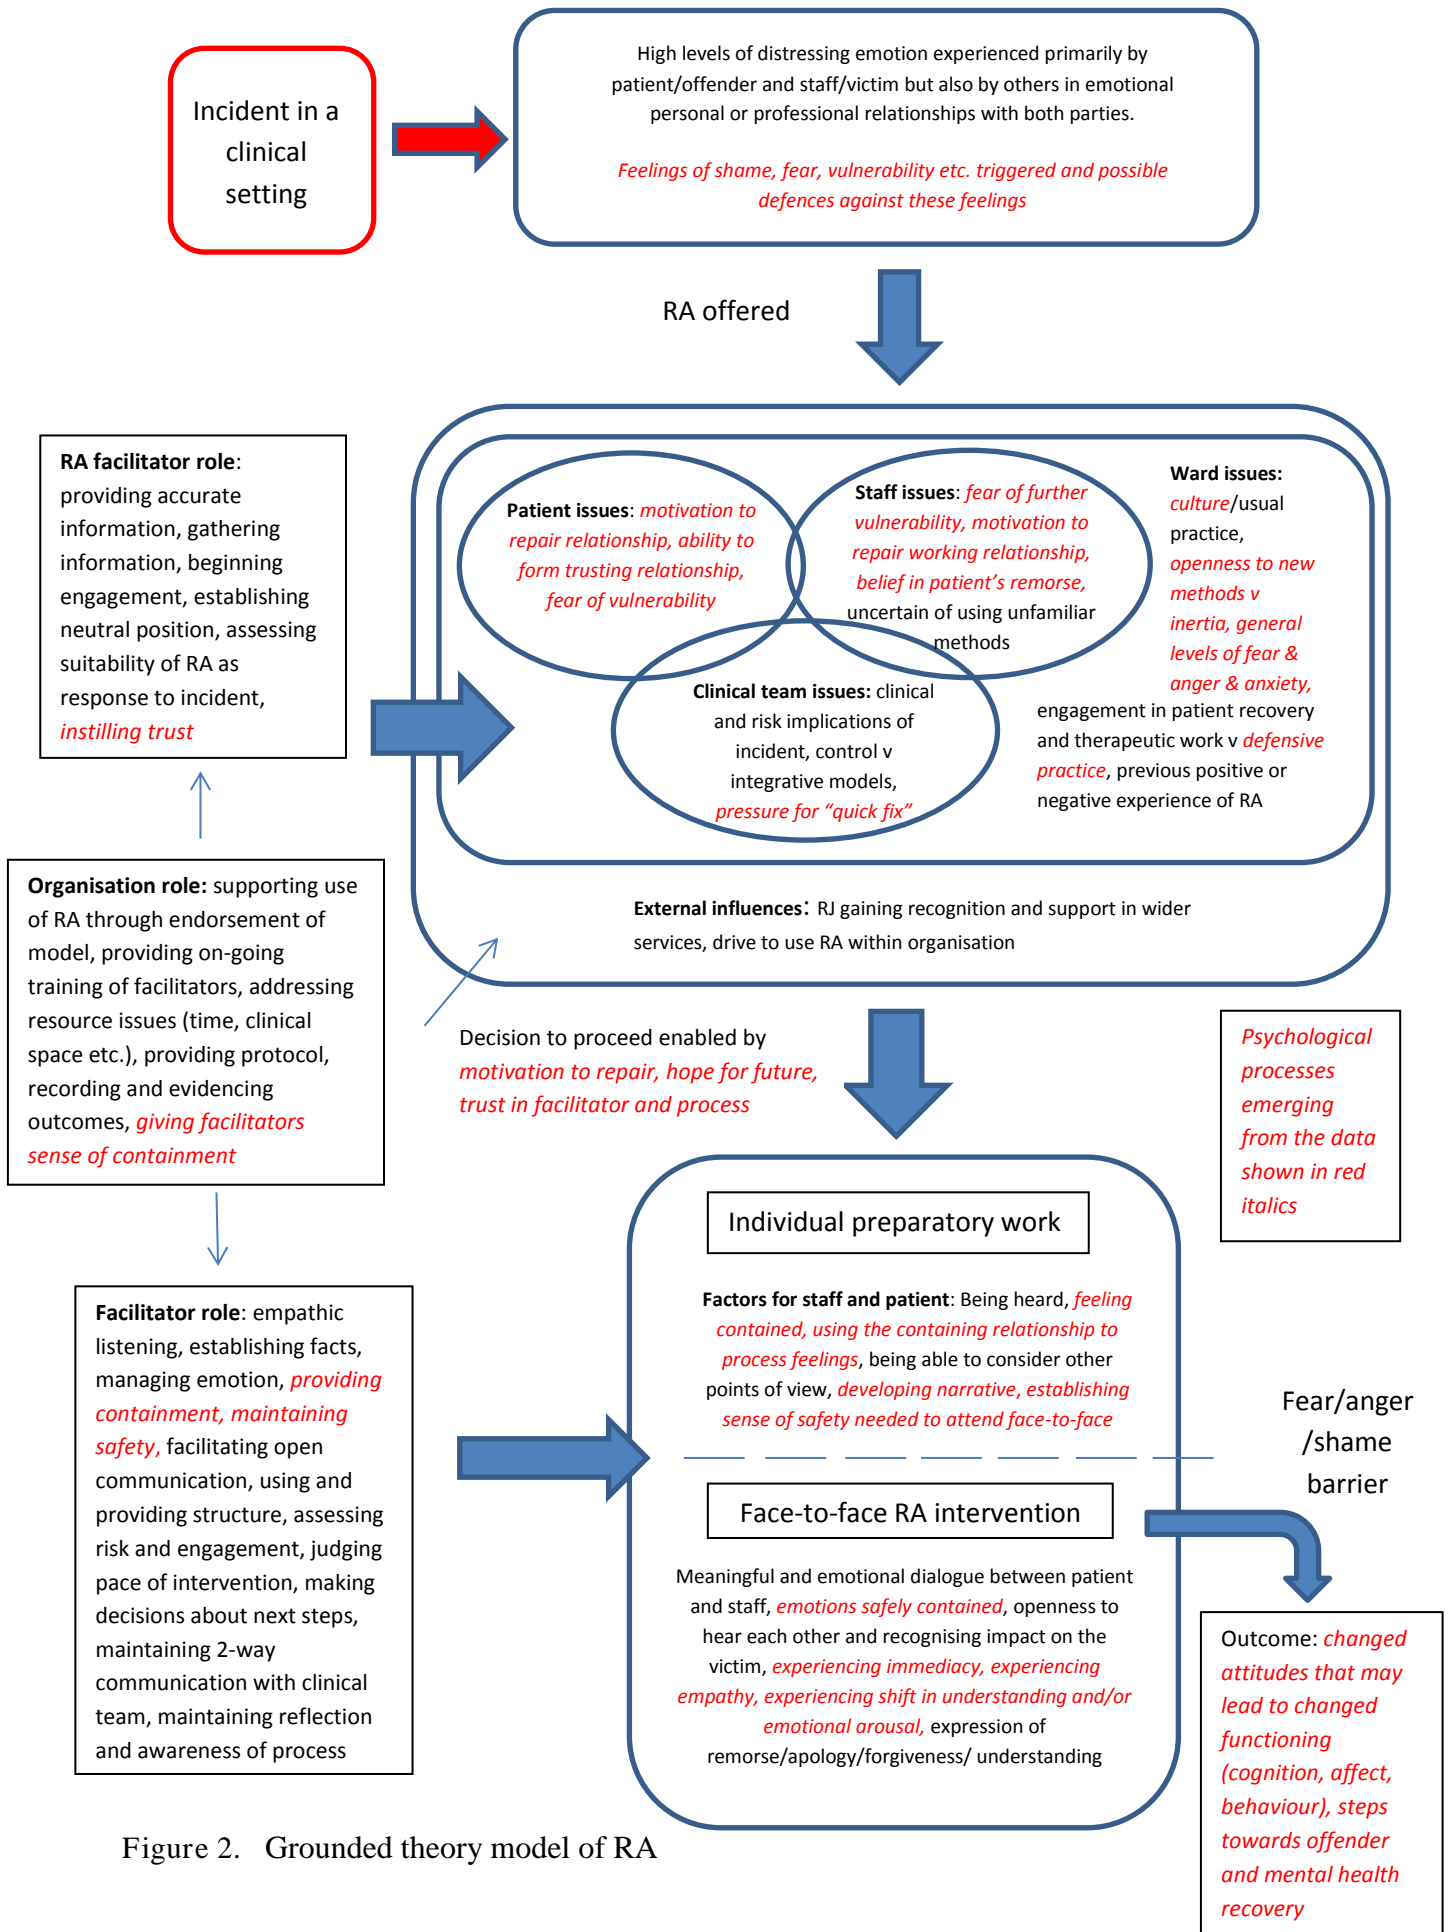 Incident in a
clinical
setting
High levels of distressing emotion experienced primarily by
patient/offender and staff/victim but also by others in emotional
personal or professional relationships with both parties.
Feelings of shame, fear, vulnerability etc. triggered and possible
defences against these feelings
RA offered
RA facilitator role:
providing accurate
information, gathering
information, beginning
engagement, establishing
neutral position, assessing
suitability of RA as
response to incident,
instilling trust
Patient issues: motivation to
repair relationship, ability to
form trusting relationship,
fear of vulnerability
Staff issues: fear of further
vulnerability, motivation to
repair working relationship,
belief in patient's remorse,
uncertain of using unfamiliar
methods
Clinical team issues: clinical
and risk implications of
incident, control v
integrative models,
pressure for “quick fix”
Ward issues:
culture/usual
practice,
openness to new
methods v
inertia, general
levels of fear &
anger & anxiety,
engagement in patient recovery
and therapeutic work v defensive
practice, previous positive or
negative experience of RA
External influences: RJ gaining recognition and support in wider
services, drive to use RA within organisation
Organisation role: supporting use
of RA through endorsement of
model, providing on-going
training of facilitators, addressing
resource issues (time, clinical
space etc.), providing protocol,
recording and evidencing
outcomes, giving facilitators
sense of containment
Decision to proceed enabled by
motivation to repair, hope for future,
trust in facilitator and process
Psychological
processes
emerging
from the data
shown in red
italics
Individual preparatory work
Factors for staff and patient: Being heard, feeling
contained, using the containing relationship to
process feelings, being able to consider other
points of view, developing narrative, establishing
sense of safety needed to attend face-to-face
Facilitator role: empathic
listening, establishing facts,
managing emotion, providing
containment, maintaining
safety, facilitating open
communication, using and
providing structure, assessing
risk and engagement, judging
pace of intervention, making
decisions about next steps,
maintaining 2-way
communication with clinical
team, maintaining reflection
and awareness of process
Fear/anger
/shame
barrier
Face-to-face RA intervention
Meaningful and emotional dialogue between patient
and staff, emotions safely contained, openness to
hear each other and recognising impact on the
victim, experiencing immediacy, experiencing
empathy, experiencing shift in understanding and/or
emotional arousal, expression of
remorse/apology/forgiveness/ understanding
Outcome: changed
attitudes that may
lead to changed
functioning
(cognition, affect,
behaviour), steps
towards offender
and mental health
recovery
Figure 2. Grounded theory model of RA